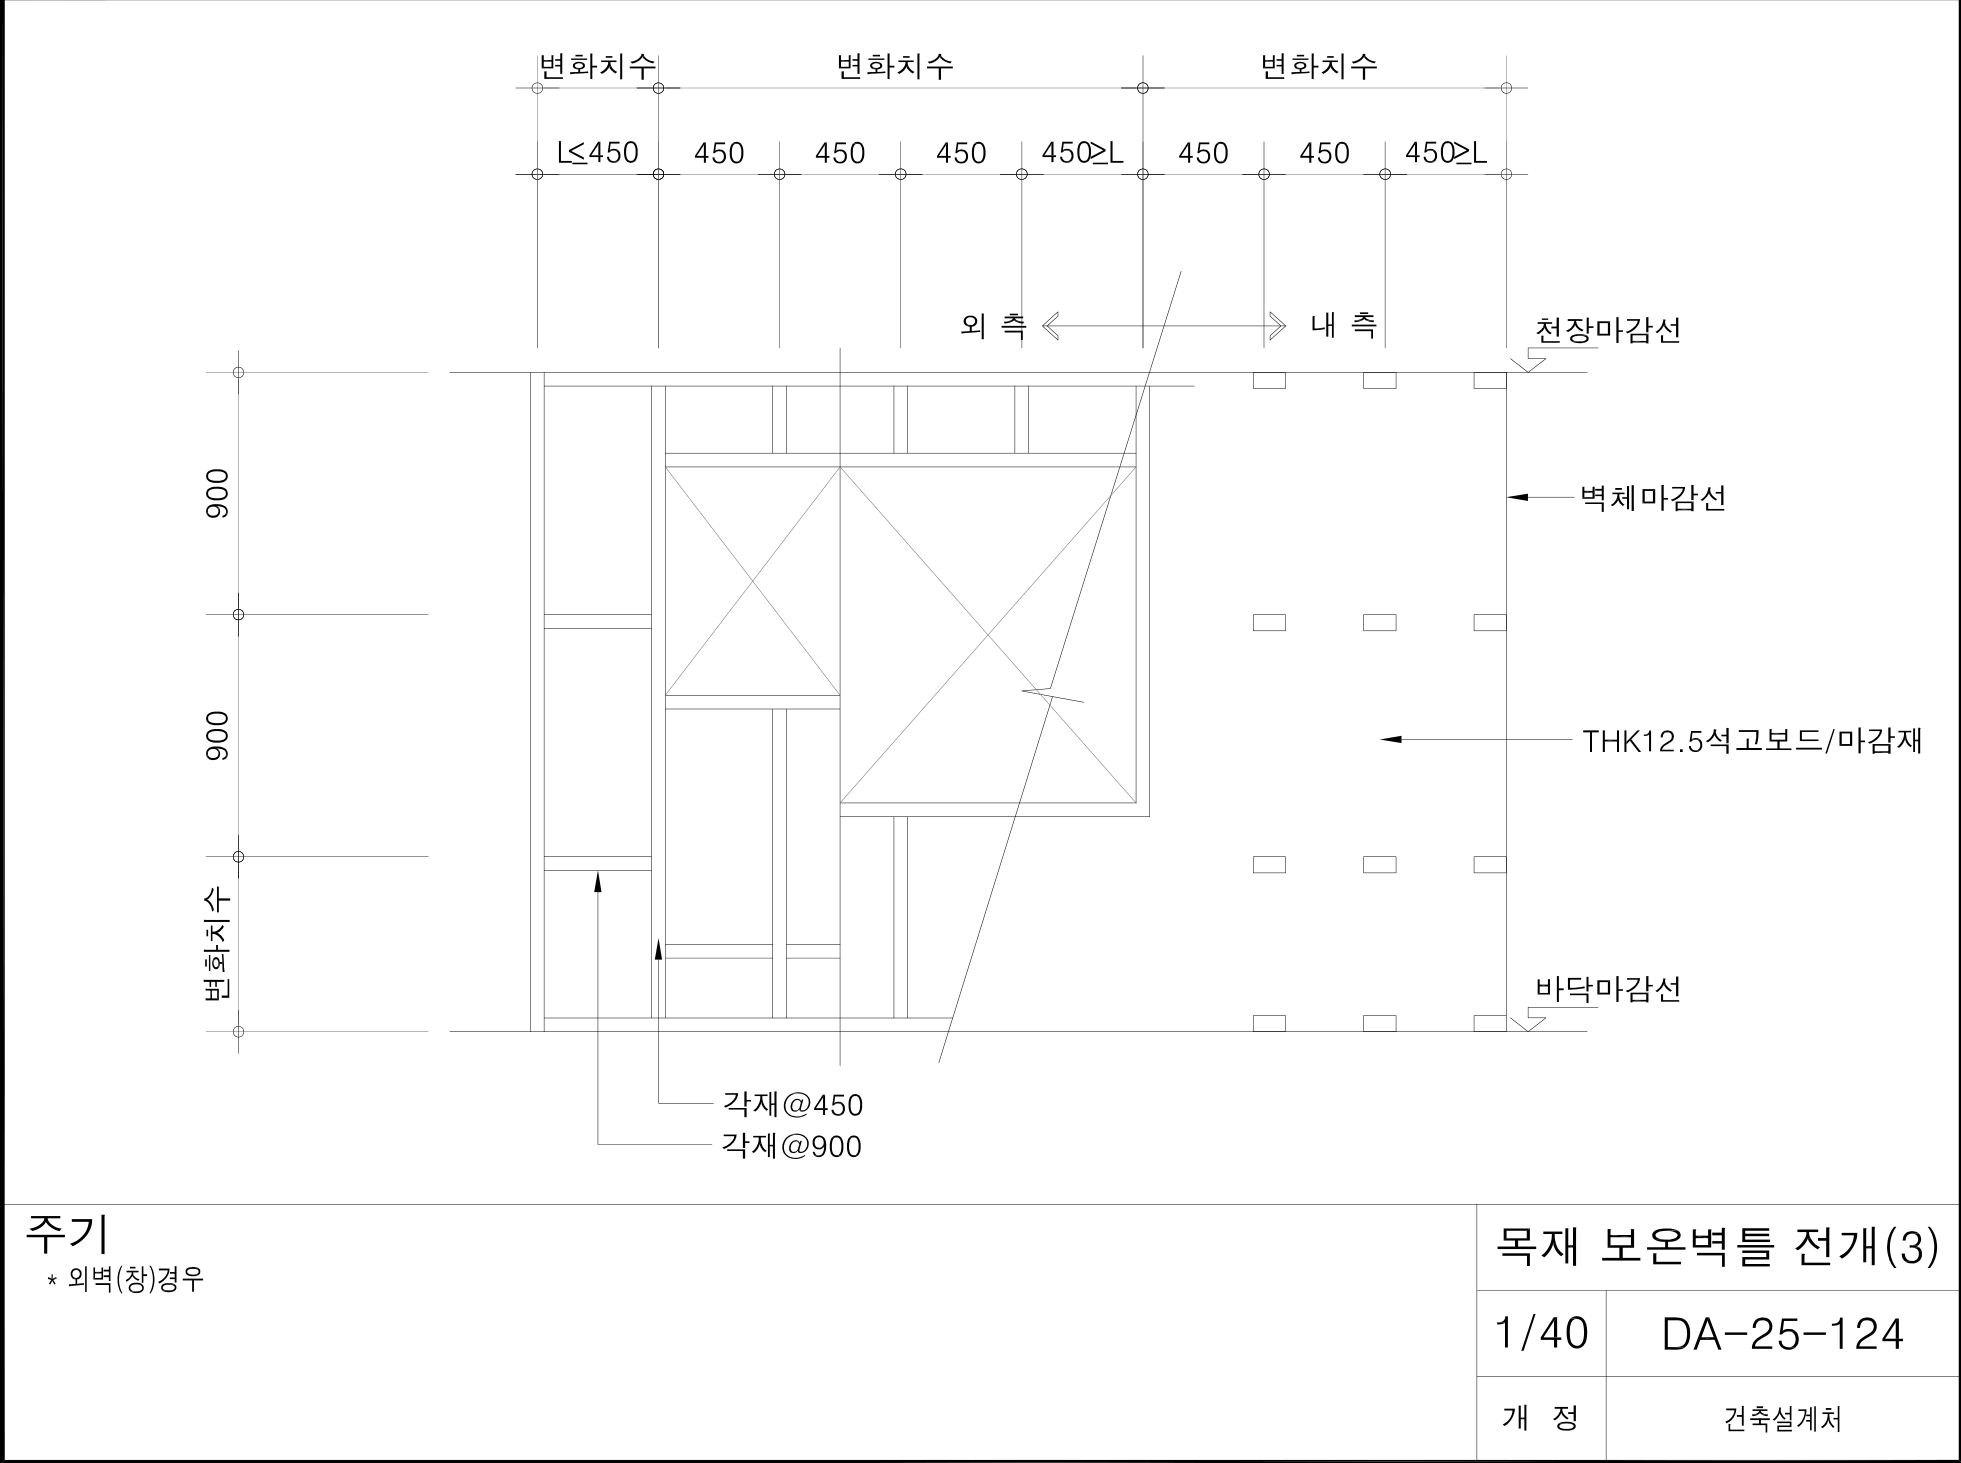 변화치수 변화치수 변화치수
L≤450 450 450 450 450≥L 450 450 450≥L
외 측 내 측
천장마감선
900
벽체마감선
900
THK12.5석고보드/마감재
변화치수
바닥마감선
각재@450
각재@900
주기
* 외벽(창)경우
목재 보온벽틀 전개(3)
1/40 DA-25-124
개 정 건축설계처